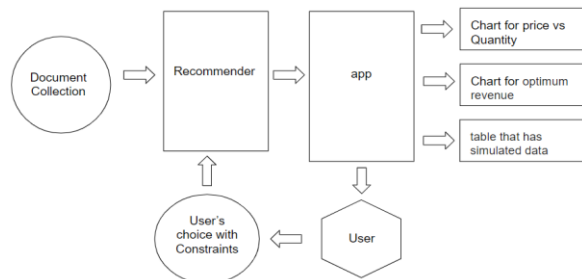 Document
Collection
Recommender
app
Chart for price vs
Quantity
Chart for optimum
revenue
table that has
simulated data
User's
choice with
Constraints
User